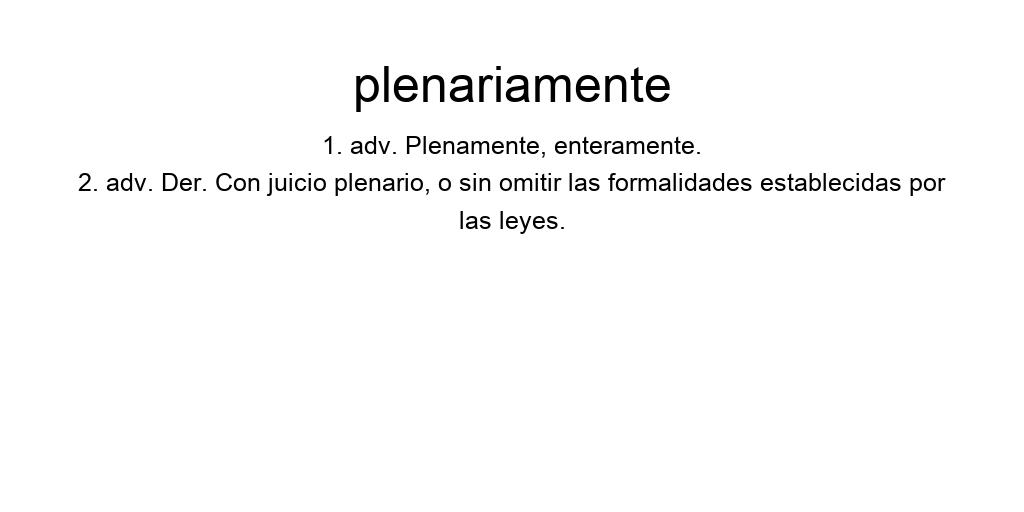 plenariamente
1. adv. Plenamente, enteramente.
2. adv. Der. Con juicio plenario, o sin omitir las formalidades establecidas por
las leyes.